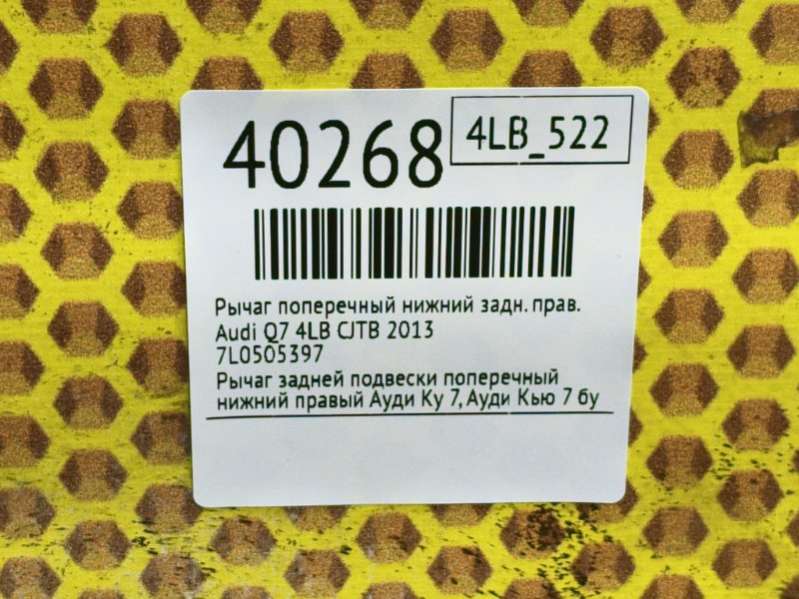 40268
4LB_522
Рычаг поперечный нижний задн. прав.
Audi Q7 4LB CJTB 2013
7L0505397
Рычаг задней подвески поперечный
нижний правый Ауди Ку 7, Ауди Кью 7 бу